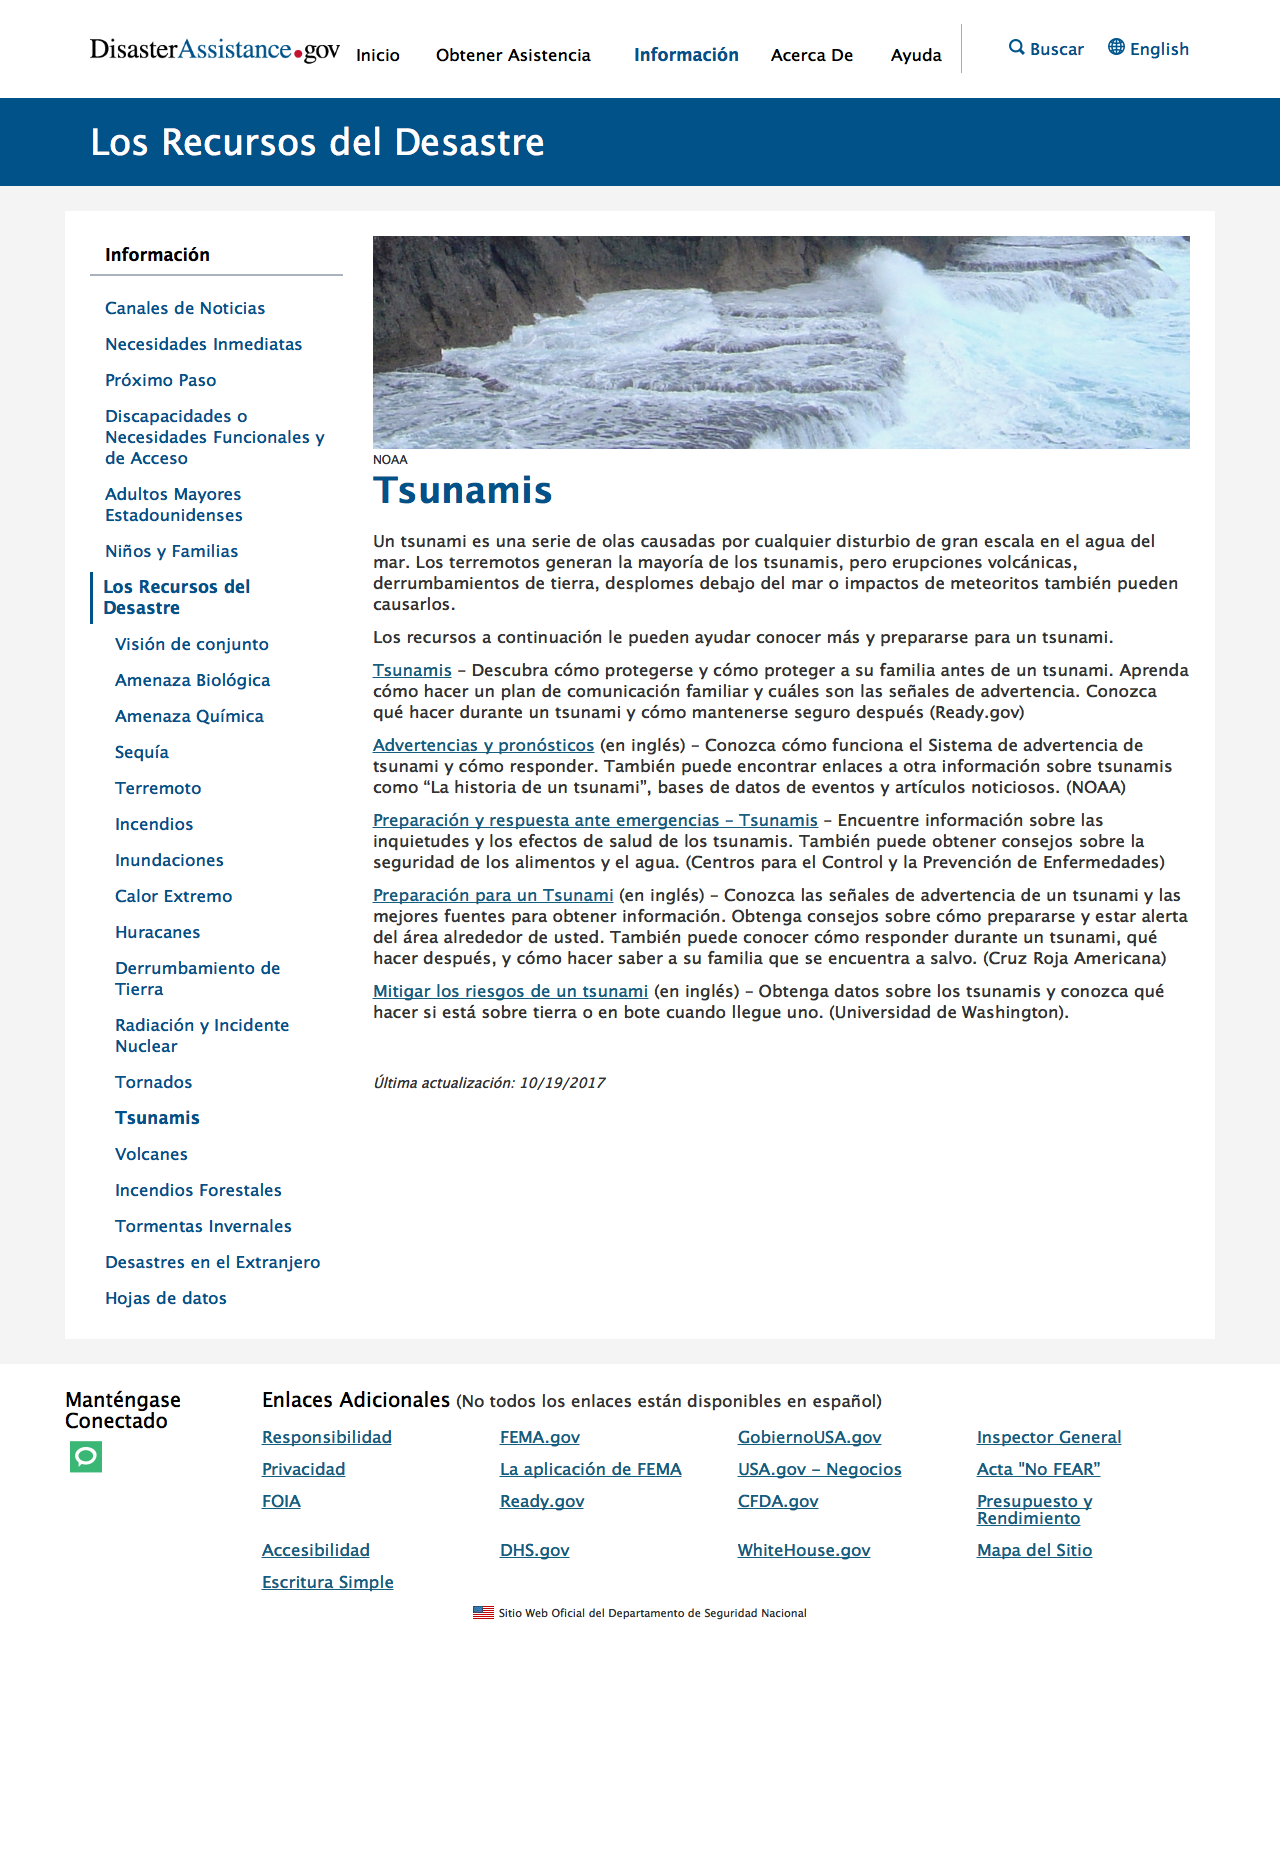 DisasterAssistance.gov
Inicio
Obtener Asistencia
Información
Acerca De
Ayuda
Buscar
English
Los Recursos del Desastre
Información
Canales de Noticias
Necesidades Inmediatas
Próximo Paso
Discapacidades o
Necesidades Funcionales y
de Acceso
Adultos Mayores
Estadounidenses
Niños y Familias
Los Recursos del
Desastre
Visión de conjunto
Amenaza Biológica
Amenaza Química
Sequía
Terremoto
Incendios
Inundaciones
Calor Extremo
Huracanes
Derrumbamiento de
Tierra
Radiación y Incidente
Nuclear
Tornados
Tsunamis
Volcanes
Incendios Forestales
Tormentas Invernales
Desastres en el Extranjero
Hojas de datos
NOAA
Tsunamis
Un tsunami es una serie de olas causadas por cualquier disturbio de gran escala en el agua del
mar. Los terremotos generan la mayoría de los tsunamis, pero erupciones volcánicas,
derrumbamientos de tierra, desplomes debajo del mar o impactos de meteoritos también pueden
causarlos.
Los recursos a continuación le pueden ayudar conocer más y prepararse para un tsunami.
Tsunamis – Descubra cómo protegerse y cómo proteger a su familia antes de un tsunami. Aprenda
cómo hacer un plan de comunicación familiar y cuáles son las señales de advertencia. Conozca
qué hacer durante un tsunami y cómo mantenerse seguro después (Ready.gov)
Advertencias y pronósticos (en inglés) – Conozca cómo funciona el Sistema de advertencia de
tsunami y cómo responder. También puede encontrar enlaces a otra información sobre tsunamis
como “La historia de un tsunami”, bases de datos de eventos y artículos noticiosos. (NOAA)
Preparación y respuesta ante emergencias – Tsunamis – Encuentre información sobre las
inquietudes y los efectos de salud de los tsunamis. También puede obtener consejos sobre la
seguridad de los alimentos y el agua. (Centros para el Control y la Prevención de Enfermedades)
Preparación para un Tsunami (en inglés) – Conozca las señales de advertencia de un tsunami y las
mejores fuentes para obtener información. Obtenga consejos sobre cómo prepararse y estar alerta
del área alrededor de usted. También puede conocer cómo responder durante un tsunami, qué
hacer después, y cómo hacer saber a su familia que se encuentra a salvo. (Cruz Roja Americana)
Mitigar los riesgos de un tsunami (en inglés) – Obtenga datos sobre los tsunamis y conozca qué
hacer si está sobre tierra o en bote cuando llegue uno. (Universidad de Washington).
Última actualización: 10/19/2017
Manténgase
Conectado
Enlaces Adicionales (No todos los enlaces están disponibles en español)
Responsibilidad
FEMA.gov
GobiernoUSA.gov
Inspector General
Privacidad
La aplicación de FEMA
USA.gov – Negocios
Acta "No FEAR”
FOIA
Ready.gov
CFDA.gov
Presupuesto y
Rendimiento
Accesibilidad
DHS.gov
WhiteHouse.gov
Mapa del Sitio
Escritura Simple
Sitio Web Oficial del Departamento de Seguridad Nacional